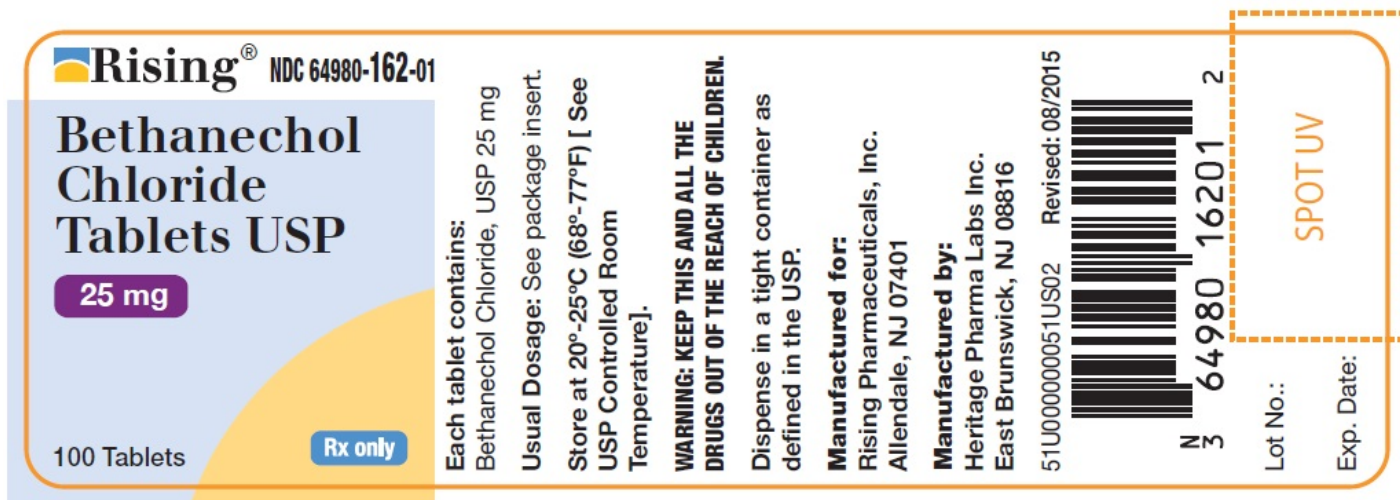 Rising® NDC 64980-162-01
Bethanechol
Chloride
Tablets USP
25 mg
100 Tablets
Rx only
Each tablet contains:
Bethanechol Chloride, USP 25 mg
Usual Dosage: See package insert.
Store at 20°-25°C (68°-77°F) [ See
USP Controlled Room
Temperature].
WARNING: KEEP THIS AND ALL THE
DRUGS OUT OF THE REACH OF CHILDREN.
Dispense in a tight container as
defined in the USP.
Manufactured for:
Rising Pharmaceuticals, Inc.
Allendale, NJ 07401
Manufactured by:
Heritage Pharma Labs Inc.
East Brunswick, NJ 08816
51U000000051US02 Revised: 08/2015
N
3 64980 16201 2
SPOT UV
Lot No.:
Exp. Date: